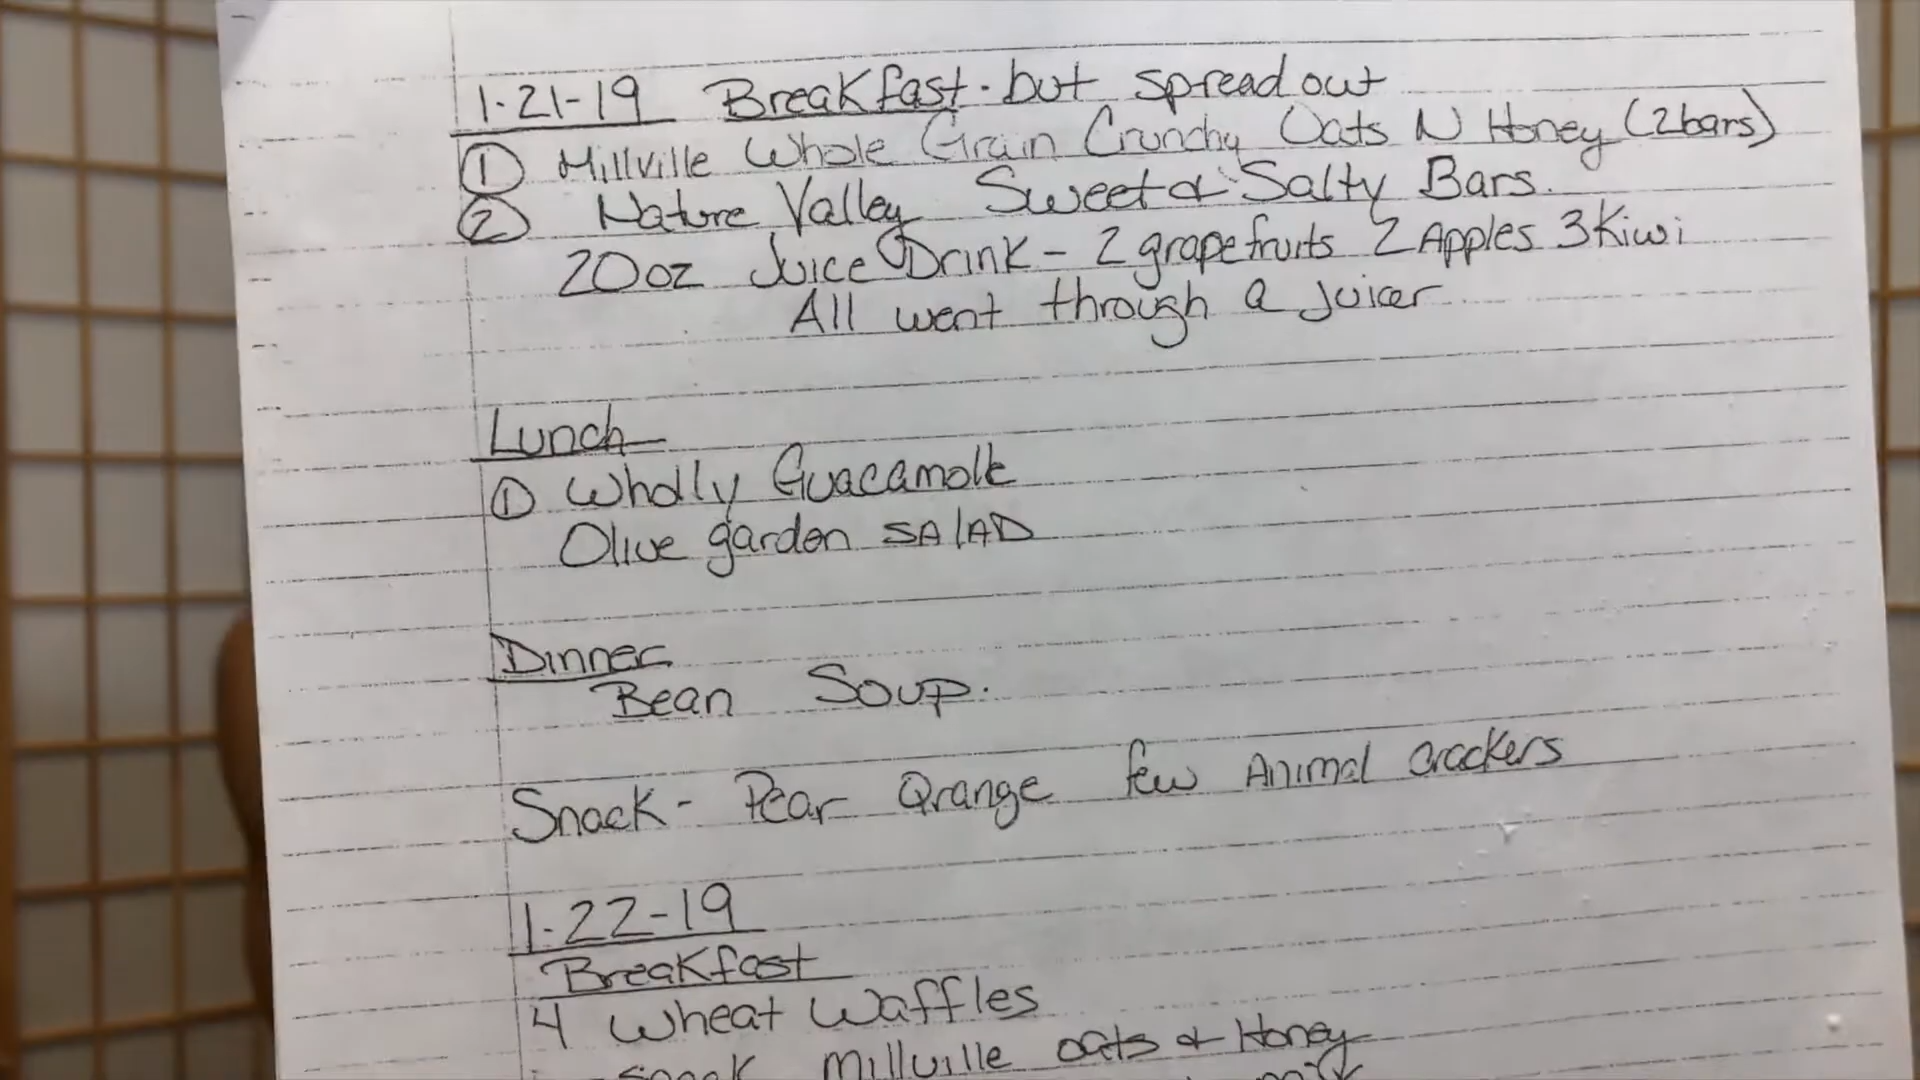 1-21-19 Breakfast - but spread out
① Millville Whole Grain Crunchy Oats N Honey (2bars)
② Nature Valley Sweet & Salty Bars.
20oz Juice Drink - 2 grapefruits 2 Apples 3 Kiwi
All went through a juicer
Lunch
① Wholly Guacamole
Olive garden SAlAD
Dinner
Bean Soup.
Snack - Pear Orange few Animal crackers
1-22-19
Breakfast
4 Wheat Waffles
snack Millville oats & Honey